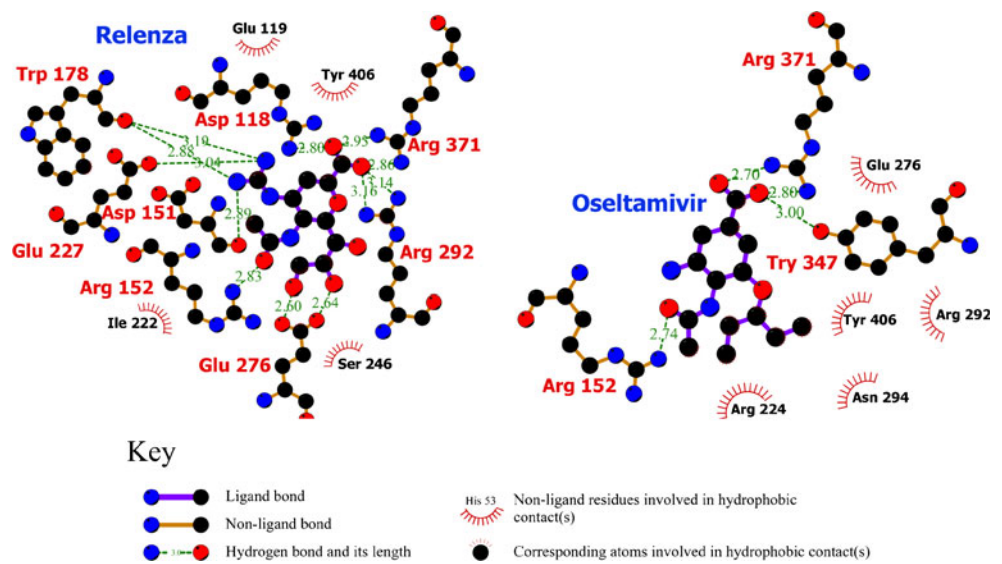 Relenza
Glu 119
Trp 178
Tyr 406
Asp 118
Arg 371
3.19
2.88
3.04
2.80
2.95
2.86
3.14
3.16
Asp 151
2.89
Glu 227
Arg 292
Arg 152
2.83
Ile 222
2.60
2.64
Glu 276
Ser 246
Arg 371
Oseltamivir
Glu 276
2.70
2.80
3.00
Try 347
Tyr 406
Arg 292
2.74
Arg 152
Arg 224
Asn 294
Key
Ligand bond
Non-ligand bond
3.0
Hydrogen bond and its length
His 53
Non-ligand residues involved in hydrophobic
contact(s)
Corresponding atoms involved in hydrophobic contact(s)